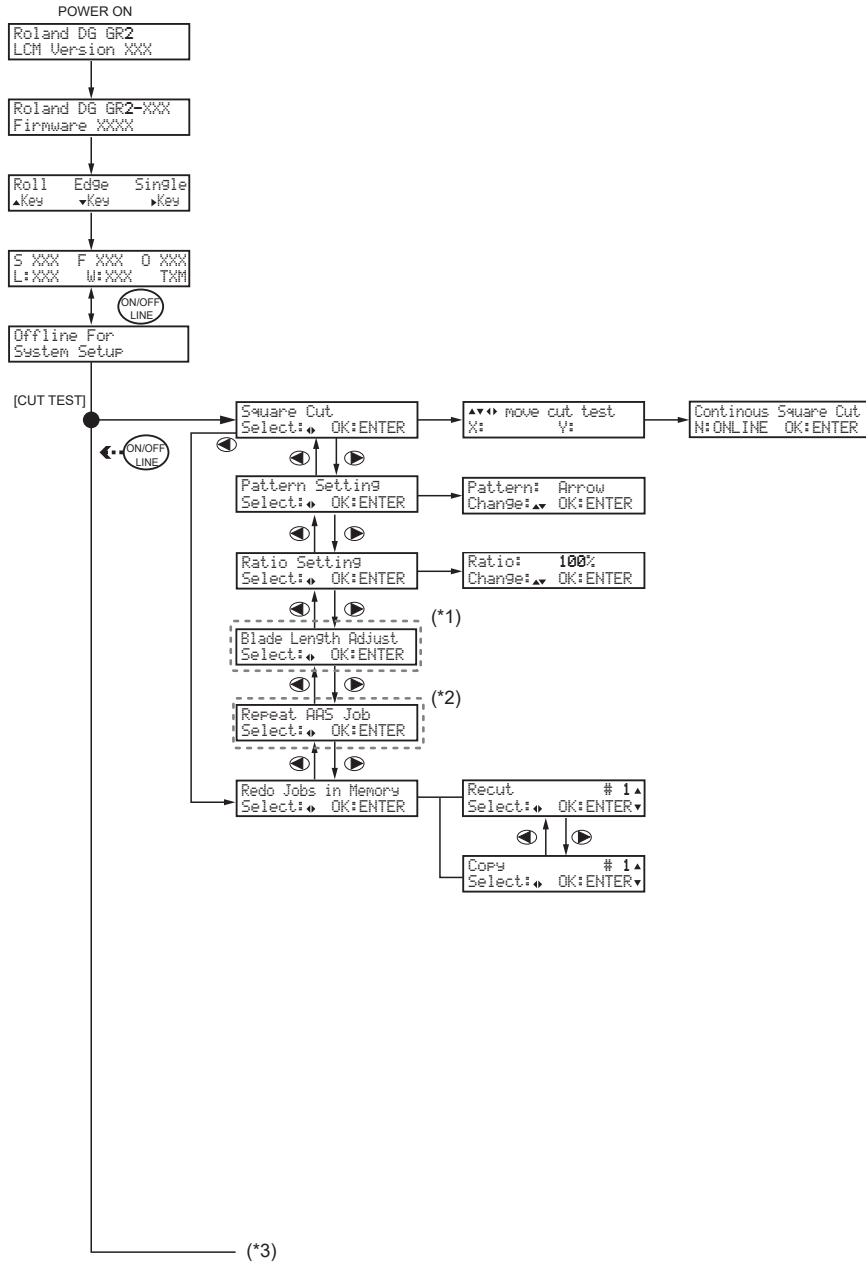 POWER ON
Roland DG GR2
LCM Version XXX
Roland DG GR2-XXX
Firmware XXXX
Roll Edge Single
▲Key ▼Key ▶Key
S XXX F XXX O XXX
L:XXX W:XXX TXM
ON/OFF
LINE
Offline For
System Setup
[CUT TEST]
ON/OFF
LINE
Square Cut
Select:◀▶ OK:ENTER
▲▼◀▶ move cut test
X: Y:
Continous Square Cut
N:ONLINE OK:ENTER
Pattern Setting
Select:◀▶ OK:ENTER
Pattern: Arrow
Change:▲▼ OK:ENTER
Ratio Setting
Select:◀▶ OK:ENTER
Ratio: 100%
Change:▲▼ OK:ENTER
(*1)
Blade Length Adjust
Select:◀▶ OK:ENTER
(*2)
Repeat AAS Job
Select:◀▶ OK:ENTER
Redo Jobs in Memory
Select:◀▶ OK:ENTER
Recut # 1▲
Select:◀▶ OK:ENTER▼
Copy # 1▲
Select:◀▶ OK:ENTER▼
(*3)